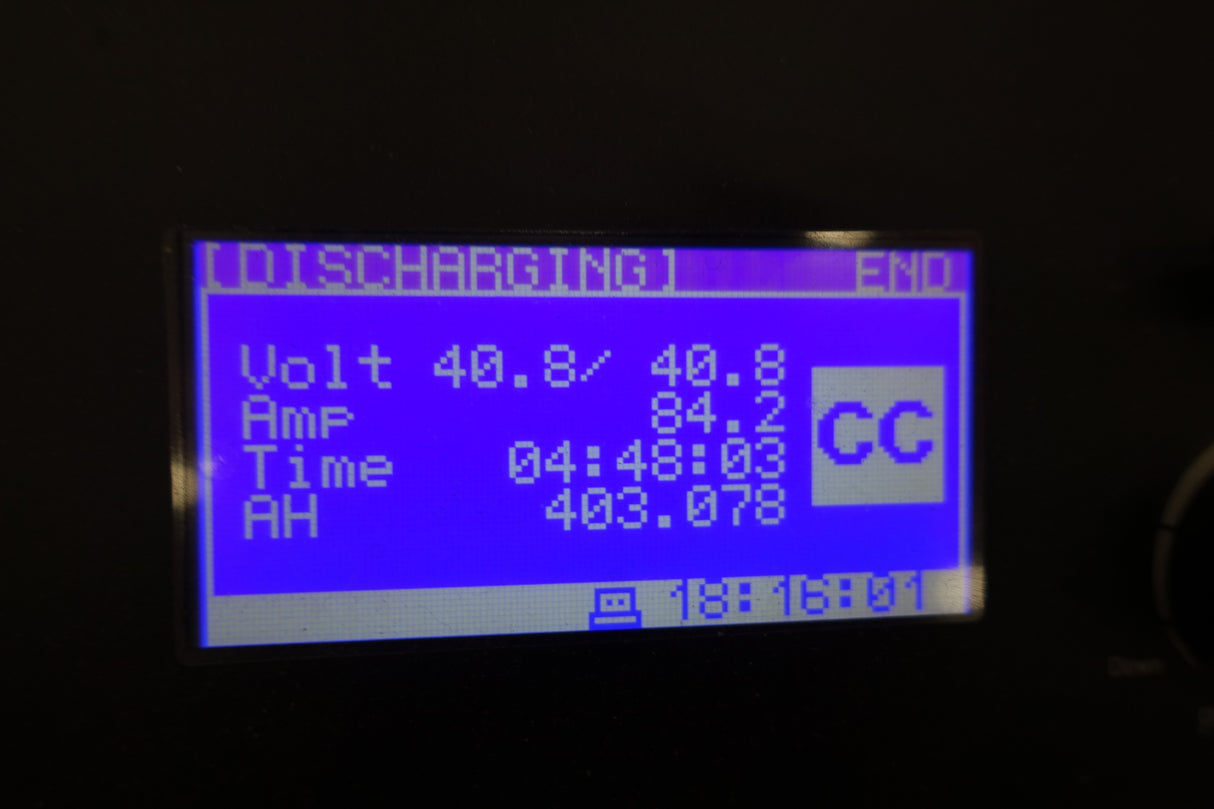 [DISCHARGING] END
Volt 40.8/ 40.8
Amp 84.2
Time 04:48:03
AH 403.078
CC
18:16:01
Down